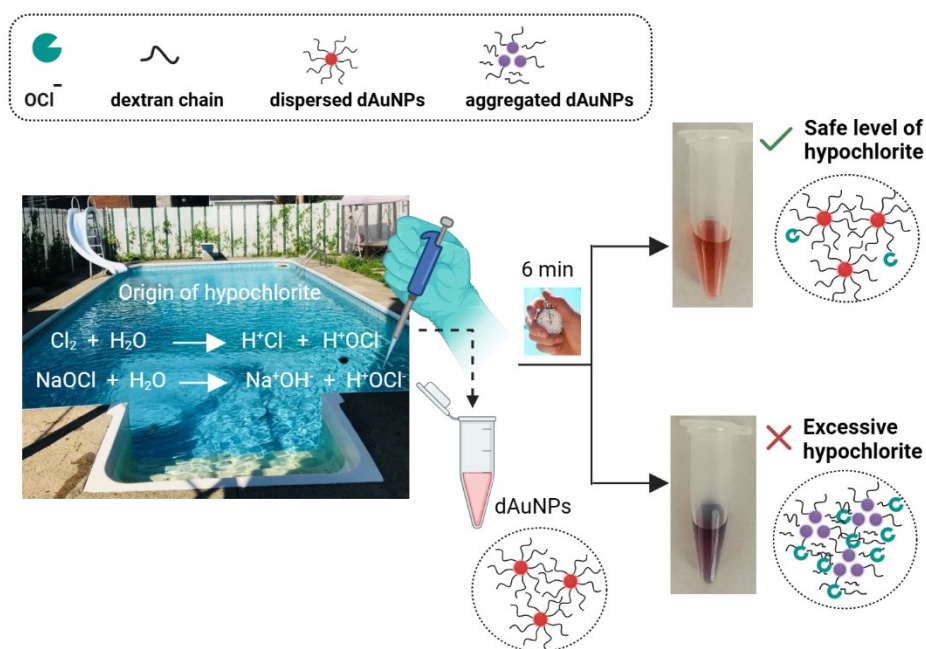 OCl⁻
dextran chain
dispersed dAuNPs
aggregated dAuNPs
Safe level of
hypochlorite
Origin of hypochlorite
Cl₂ + H₂O ⟶ H⁺Cl⁻ + H⁺OCl⁻
NaOCl + H₂O ⟶ Na⁺OH⁻ + H⁺OCl⁻
6 min
dAuNPs
Excessive
hypochlorite